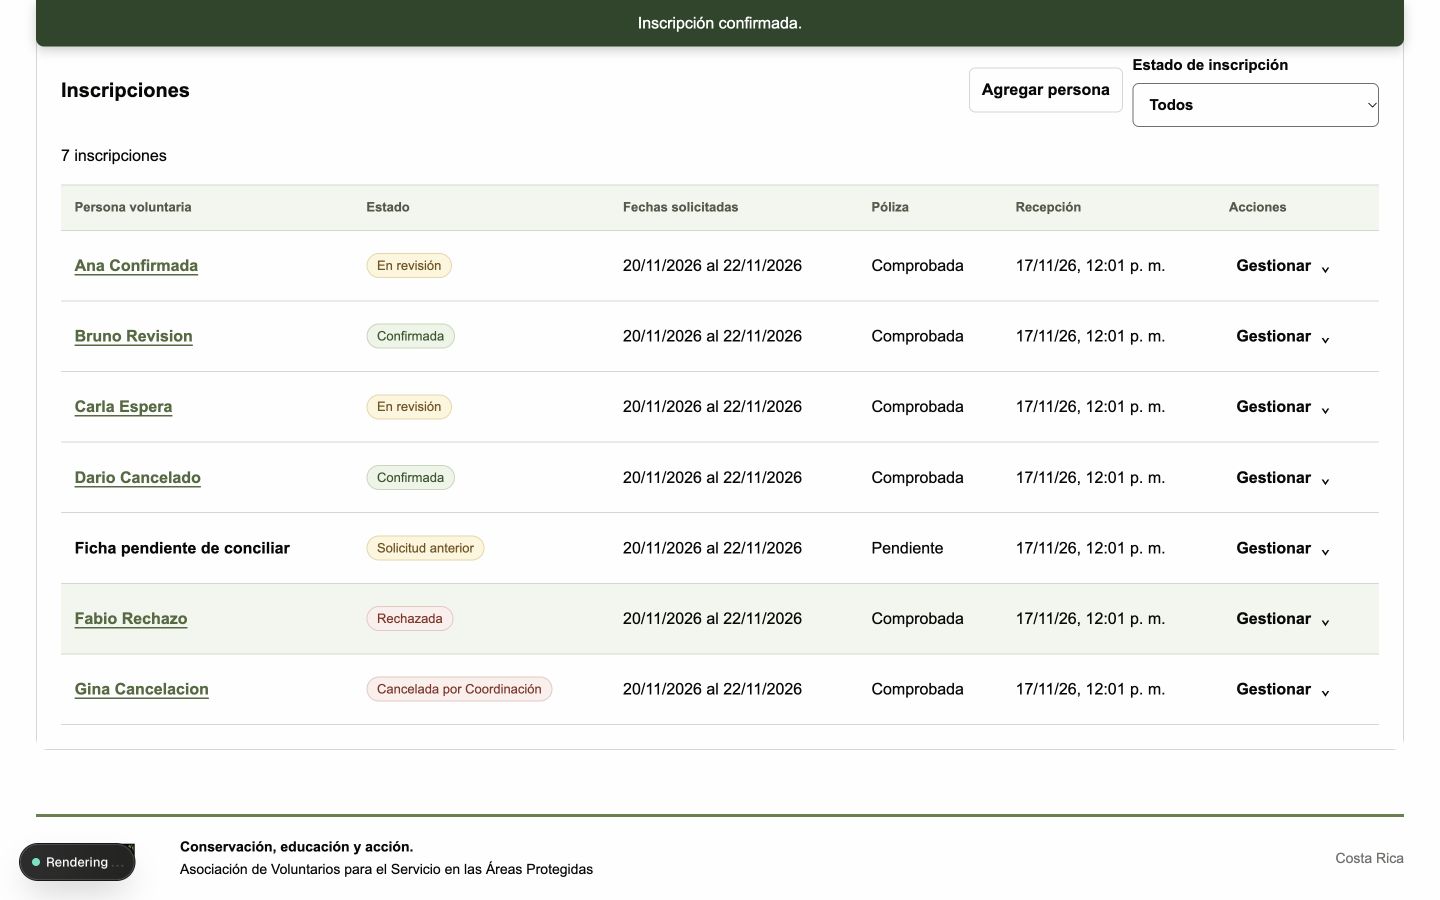 Inscripción confirmada.
Inscripciones
Agregar persona
Estado de inscripción
Todos
7 inscripciones
Persona voluntaria Estado Fechas solicitadas Póliza Recepción Acciones
Ana Confirmada En revisión 20/11/2026 al 22/11/2026 Comprobada 17/11/26, 12:01 p. m. Gestionar
Bruno Revision Confirmada 20/11/2026 al 22/11/2026 Comprobada 17/11/26, 12:01 p. m. Gestionar
Carla Espera En revisión 20/11/2026 al 22/11/2026 Comprobada 17/11/26, 12:01 p. m. Gestionar
Dario Cancelado Confirmada 20/11/2026 al 22/11/2026 Comprobada 17/11/26, 12:01 p. m. Gestionar
Ficha pendiente de conciliar Solicitud anterior 20/11/2026 al 22/11/2026 Pendiente 17/11/26, 12:01 p. m. Gestionar
Fabio Rechazo Rechazada 20/11/2026 al 22/11/2026 Comprobada 17/11/26, 12:01 p. m. Gestionar
Gina Cancelacion Cancelada por Coordinación 20/11/2026 al 22/11/2026 Comprobada 17/11/26, 12:01 p. m. Gestionar
Conservación, educación y acción.
Asociación de Voluntarios para el Servicio en las Áreas Protegidas
Costa Rica
Rendering ...